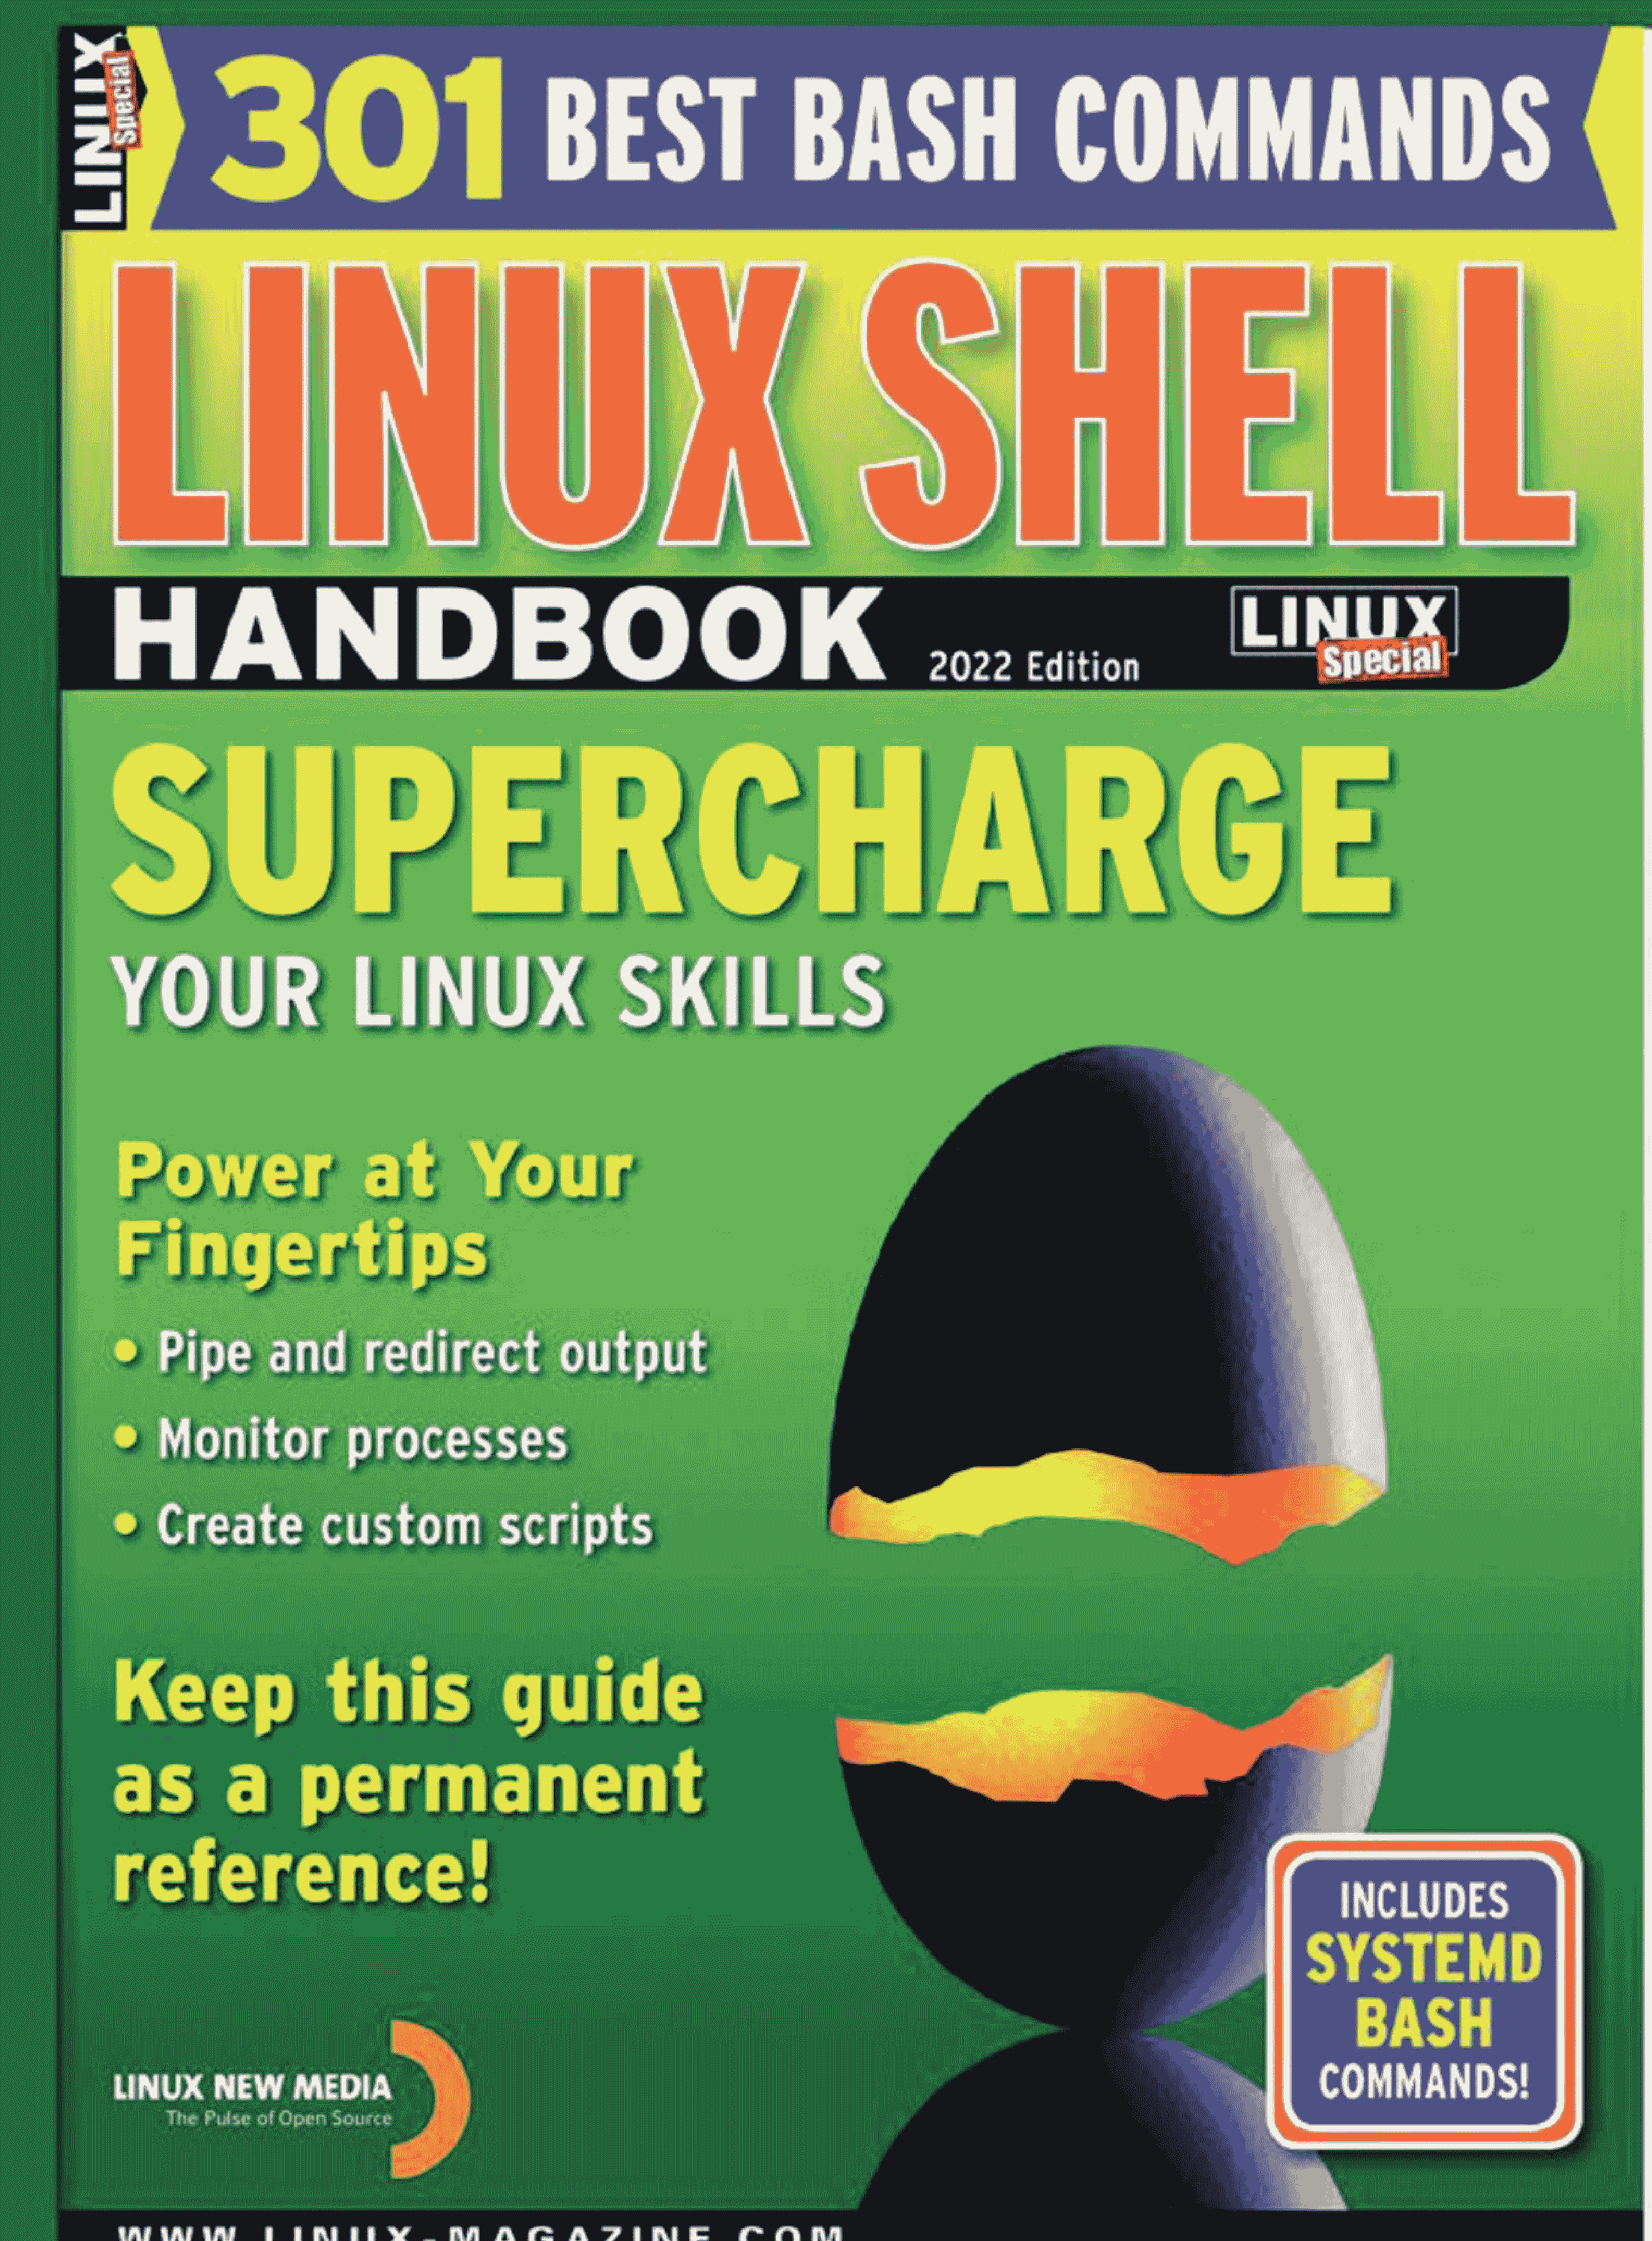 LINUX
Special
301 BEST BASH COMMANDS
LINUX SHELL
HANDBOOK 2022 Edition
LINUX
Special
SUPERCHARGE
YOUR LINUX SKILLS
Power at Your
Fingertips
• Pipe and redirect output
• Monitor processes
• Create custom scripts
Keep this guide
as a permanent
reference!
INCLUDES
SYSTEMD
BASH
COMMANDS!
LINUX NEW MEDIA
The Pulse of Open Source
WWW.LINUX-MAGAZINE.COM